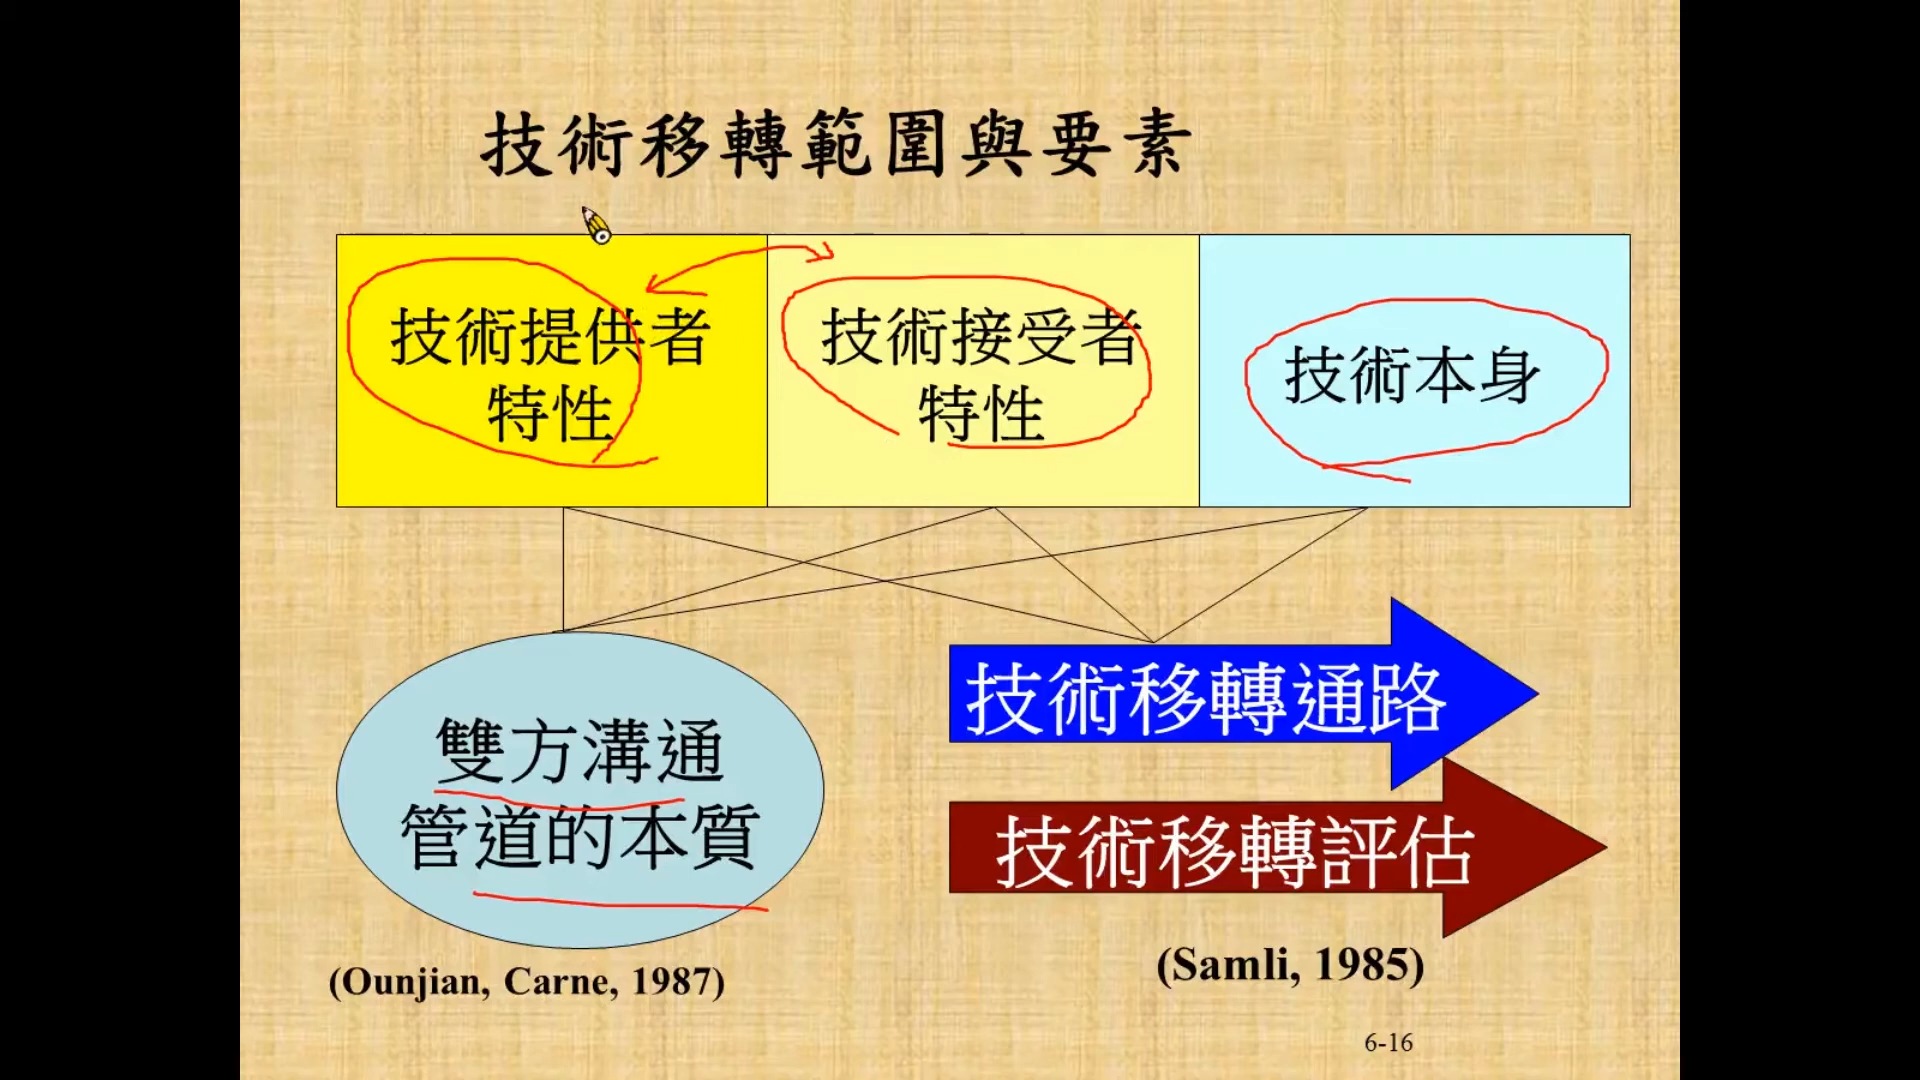 技術移轉範圍與要素
技術提供者
特性
技術接受者
特性
技術本身
雙方溝通
管道的本質
技術移轉通路
技術移轉評估
(Ounjian, Carne, 1987)
(Samli, 1985)
6-16